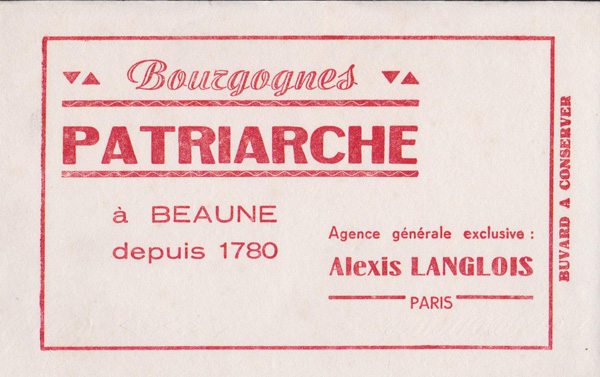 Bourgognes
PATRIARCHE
à BEAUNE
depuis 1780
Agence générale exclusive :
Alexis LANGLOIS
PARIS
BUVARD A CONSERVER